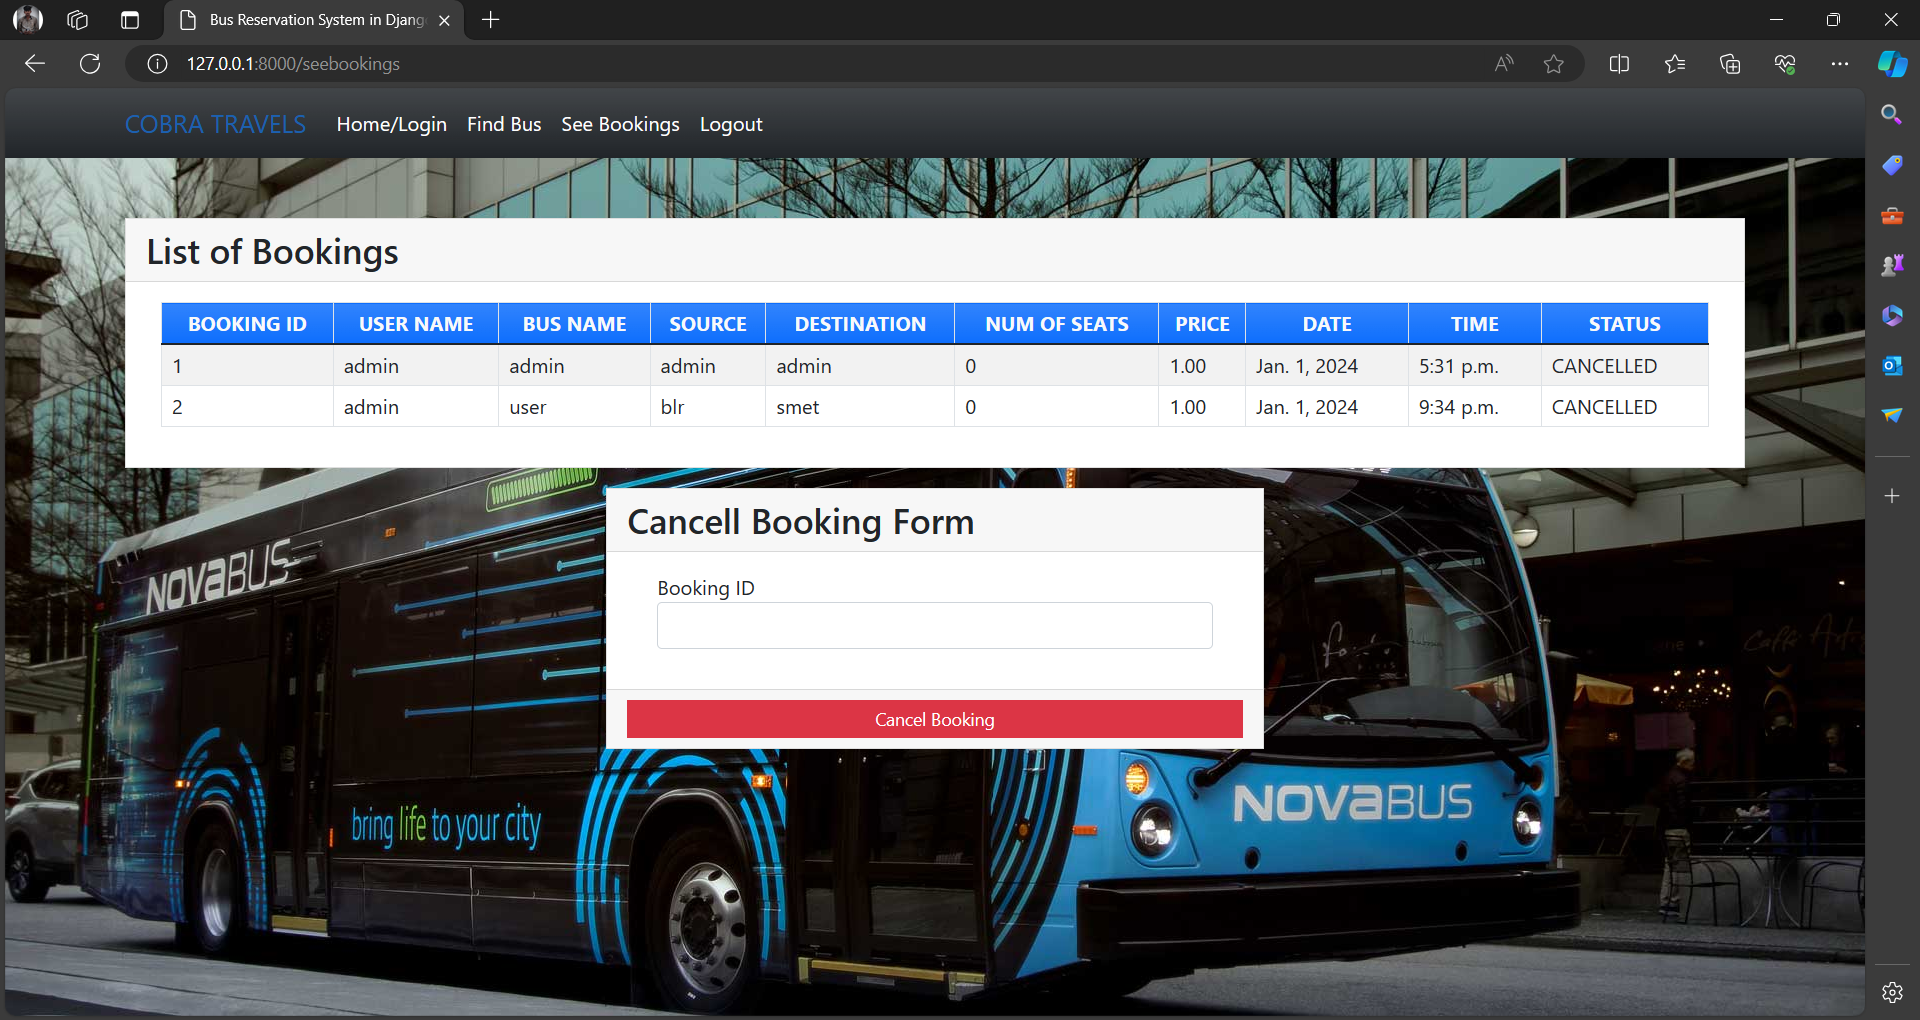 Bus Reservation System in Djang
127.0.0.1:8000/seebookings
COBRA TRAVELS Home/Login Find Bus See Bookings Logout
List of Bookings
BOOKING ID USER NAME BUS NAME SOURCE DESTINATION NUM OF SEATS PRICE DATE TIME STATUS
1 admin admin admin admin 0 1.00 Jan. 1, 2024 5:31 p.m. CANCELLED
2 admin user blr smet 0 1.00 Jan. 1, 2024 9:34 p.m. CANCELLED
Cancell Booking Form
Booking ID
Cancel Booking
NOVABUS
bring life to your city
NOVABUS